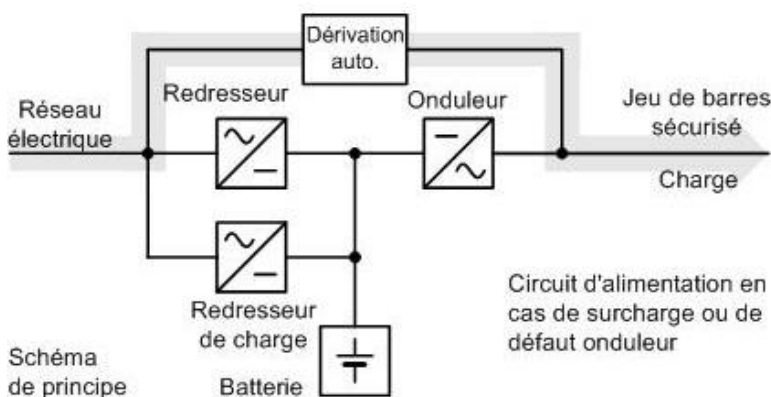 Dérivation
auto.
Redresseur
Onduleur
Réseau
électrique
Jeu de barres
sécurisé
Charge
Redresseur
de charge
Circuit d'alimentation en
cas de surcharge ou de
défaut onduleur
Schéma
de principe
Batterie